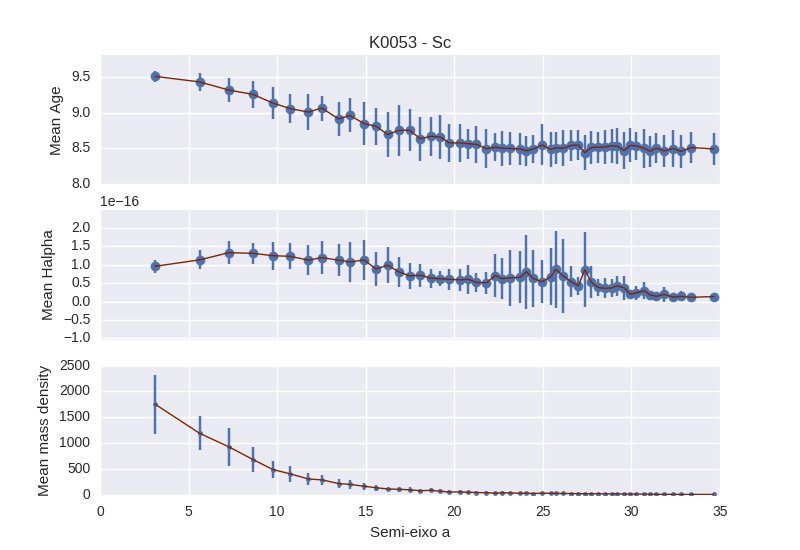 K0053 - Sc
Mean Age
9.5
9.0
8.5
8.0
1e−16
Mean Halpha
2.0
1.5
1.0
0.5
0.0
−0.5
−1.0
Mean mass density
2500
2000
1500
1000
500
0
0 5 10 15 20 25 30 35
Semi-eixo a